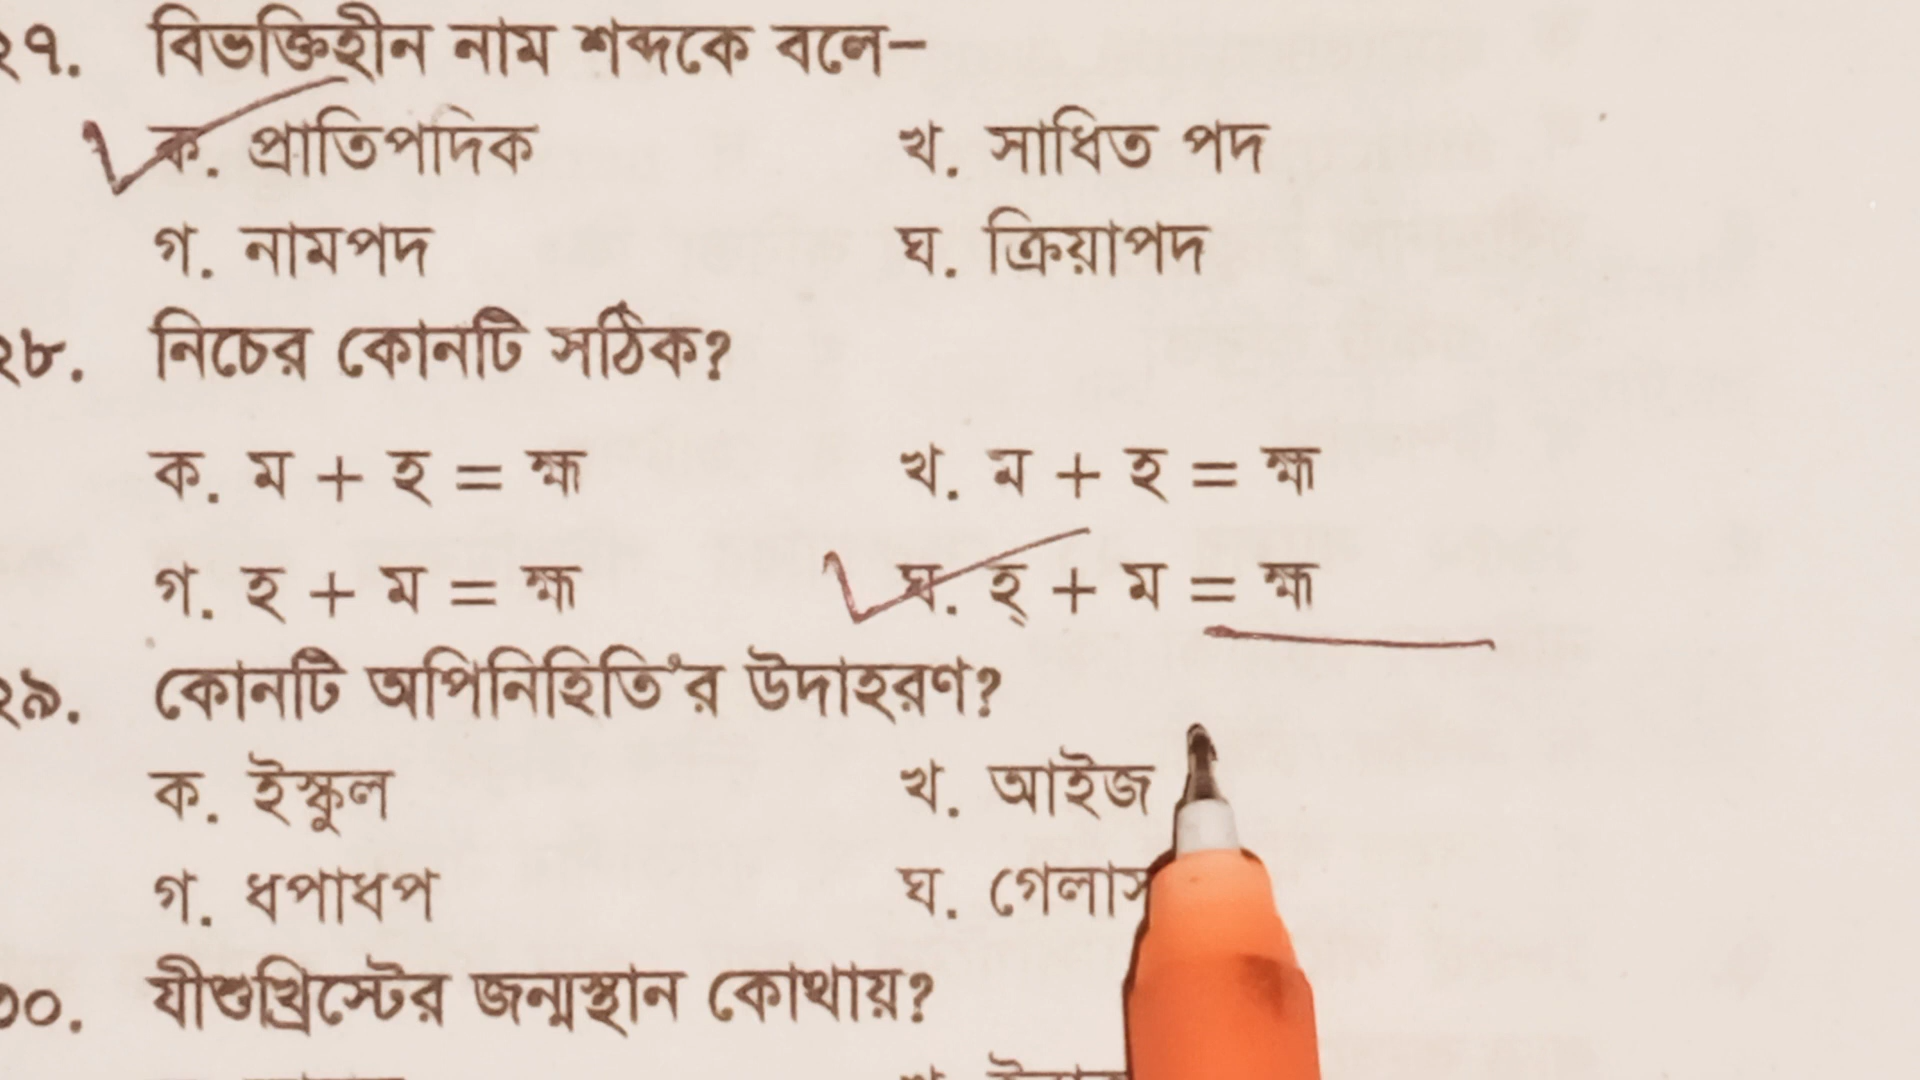 ২৭. বিভক্তিহীন নাম শব্দকে বলে–
ক. প্রাতিপদিক খ. সাধিত পদ
গ. নামপদ ঘ. ক্রিয়াপদ
২৮. নিচের কোনটি সঠিক?
ক. ম + হ = হ্ম খ. ম + হ = হ্ম
গ. হ + ম = হ্ম ঘ. হ্ + ম = হ্ম
২৯. কোনটি অপিনিহিতি'র উদাহরণ?
ক. ইস্কুল খ. আইজ
গ. ধপাধপ ঘ. গেলাস
৩০. যীশুখ্রিস্টের জন্মস্থান কোথায়?